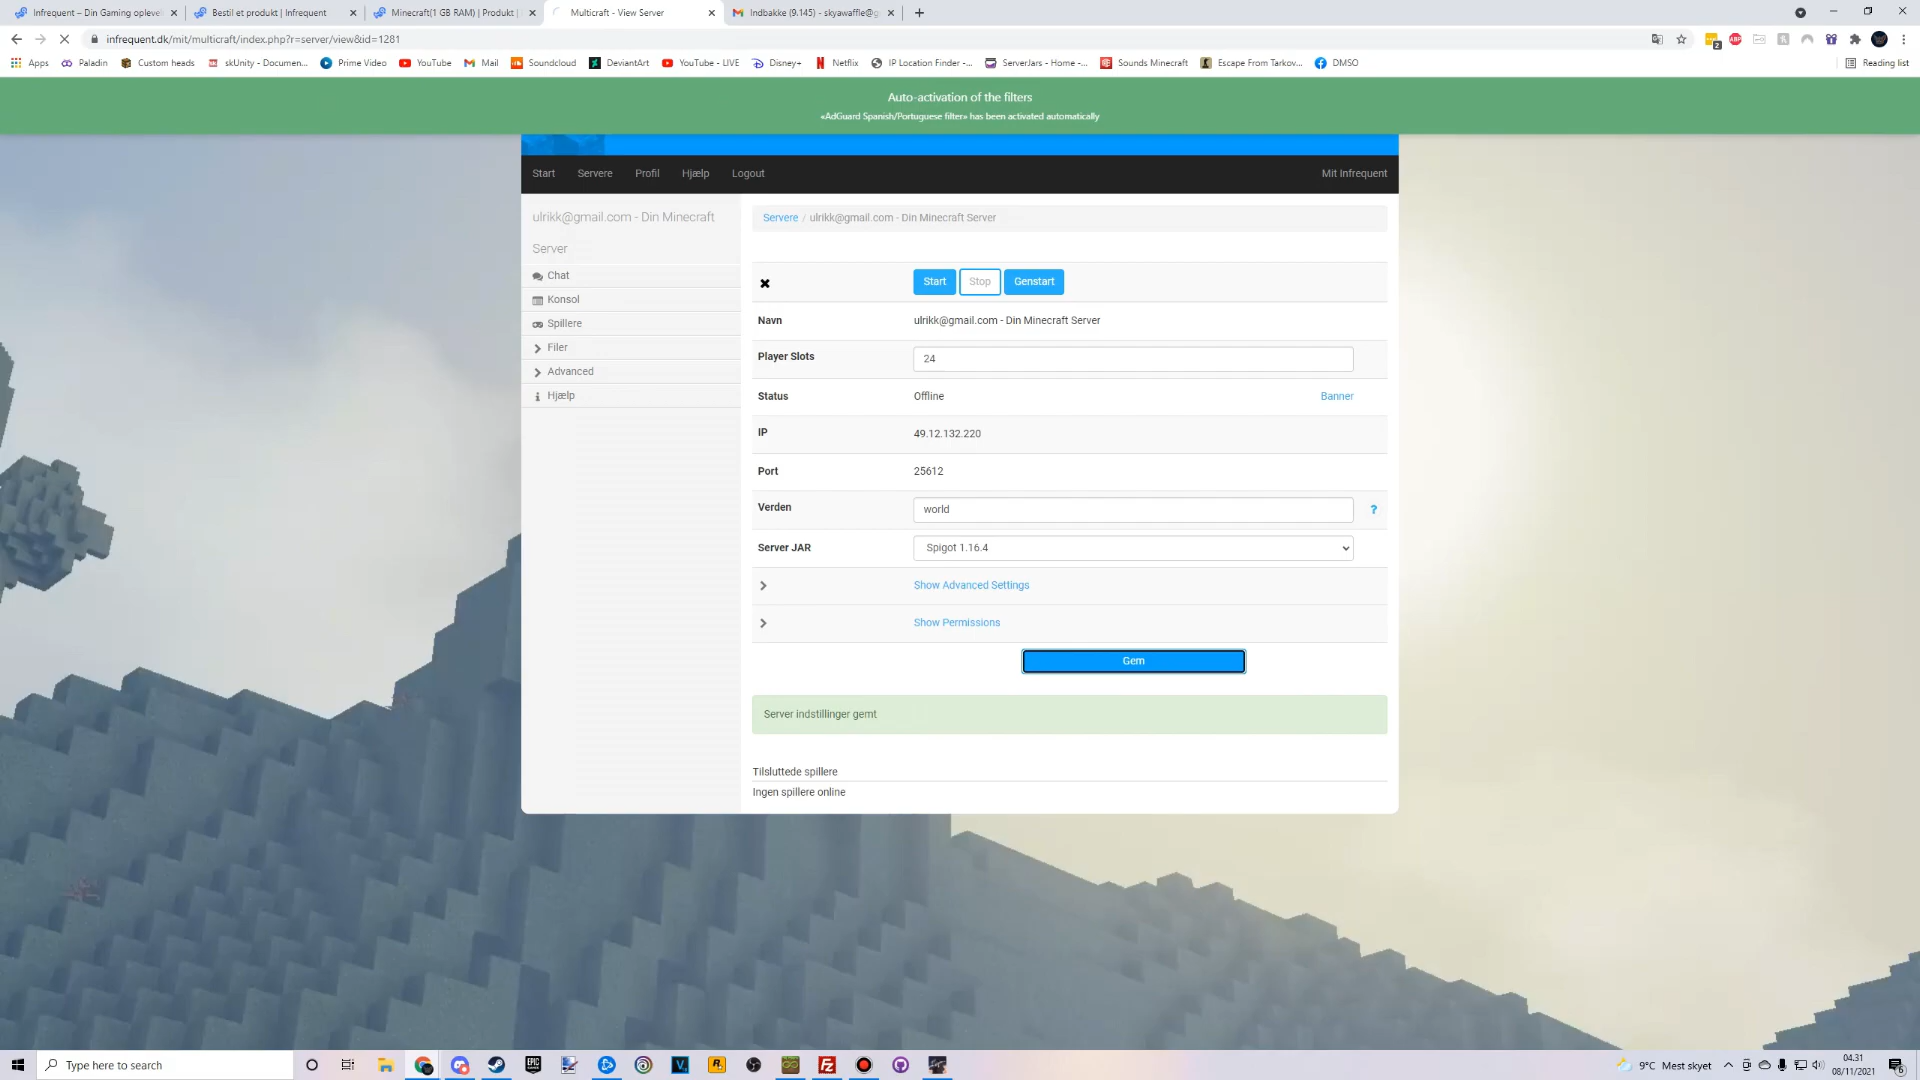 Infrequent – Din Gaming opleve
Bestil et produkt | Infrequent
Minecraft(1 GB RAM) | Produkt |
Multicraft - View Server
Indbakke (9.145) - skyawaffle@g
infrequent.dk/mit/multicraft/index.php?r=server/view&id=1281
Apps
Paladin
Custom heads
skUnity - Documen...
Prime Video
YouTube
Mail
Soundcloud
DeviantArt
YouTube - LIVE
Disney+
Netflix
IP Location Finder -...
ServerJars - Home -...
Sounds Minecraft
Escape From Tarkov...
DMSO
Reading list
Auto-activation of the filters
«AdGuard Spanish/Portuguese filter» has been activated automatically
Start
Servere
Profil
Hjælp
Logout
Mit Infrequent
ulrikk@gmail.com - Din Minecraft
Server
Chat
Konsol
Spillere
Filer
Advanced
Hjælp
Servere / ulrikk@gmail.com - Din Minecraft Server
Start
Stop
Genstart
Navn
ulrikk@gmail.com - Din Minecraft Server
Player Slots
24
Status
Offline
Banner
IP
49.12.132.220
Port
25612
Verden
world
?
Server JAR
Spigot 1.16.4
Show Advanced Settings
Show Permissions
Gem
Server indstillinger gemt
Tilsluttede spillere
Ingen spillere online
Type here to search
9°C Mest skyet
04.31
08/11/2021